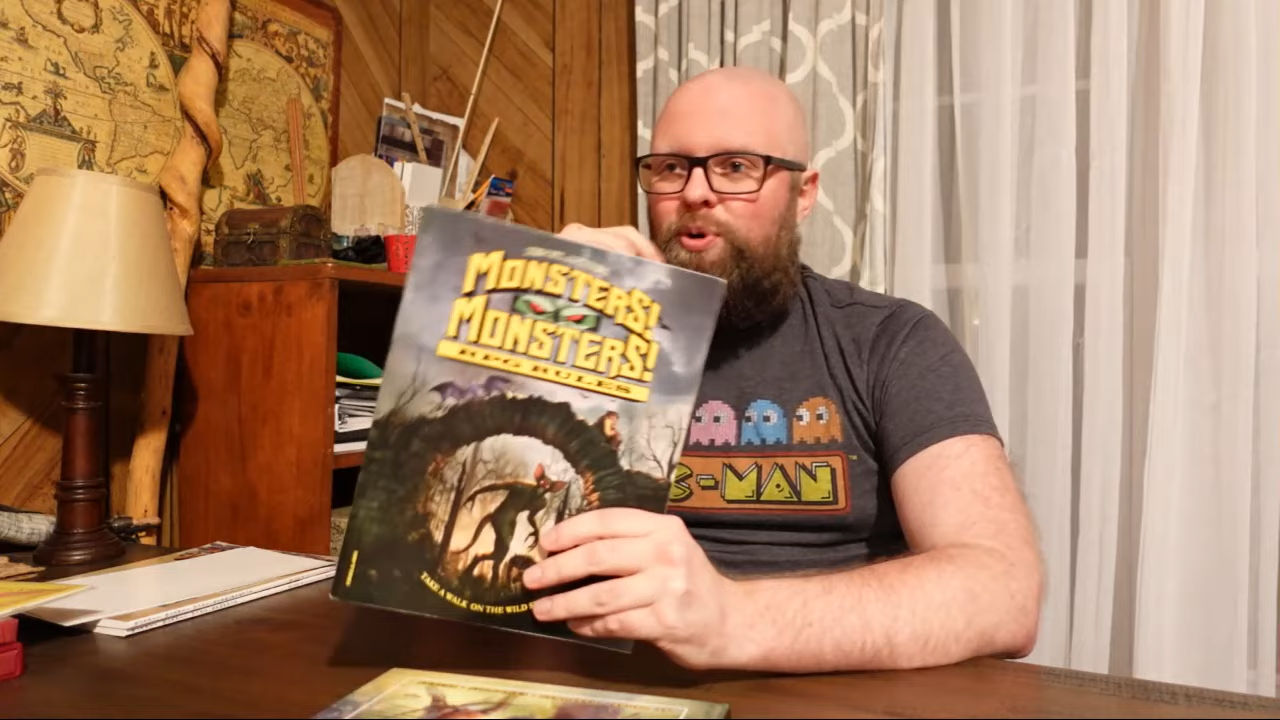 MONSTERS!
MONSTERS!
RPG RULES
TAKE A WALK ON THE WILD
C-MAN